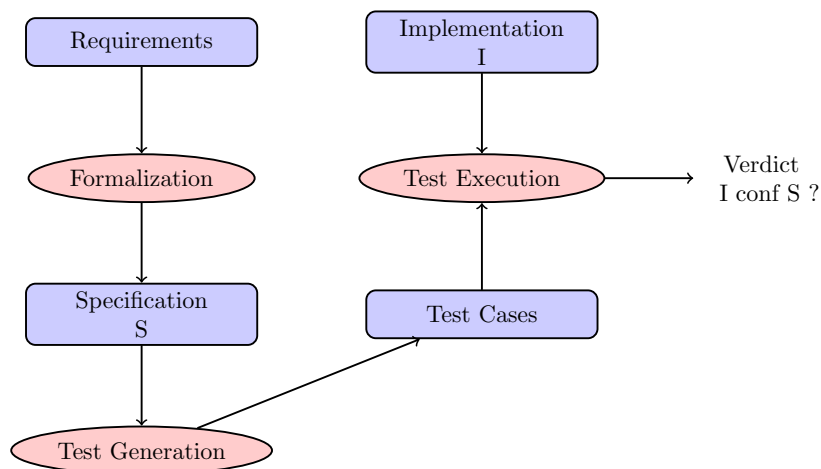 Requirements
Implementation
I
Formalization
Test Execution
Verdict
I conf S ?
Specification
S
Test Cases
Test Generation